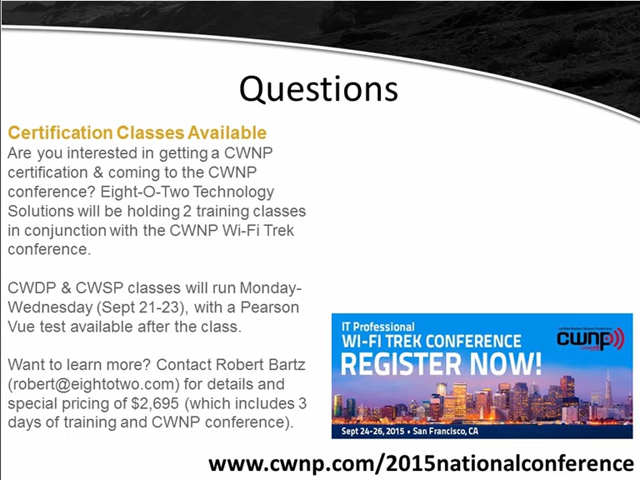 Questions
Certification Classes Available
Are you interested in getting a CWNP
certification & coming to the CWNP
conference? Eight-O-Two Technology
Solutions will be holding 2 training classes
in conjunction with the CWNP Wi-Fi Trek
conference.
CWDP & CWSP classes will run Monday-
Wednesday (Sept 21-23), with a Pearson
Vue test available after the class.
Want to learn more? Contact Robert Bartz
(robert@eightotwo.com) for details and
special pricing of $2,695 (which includes 3
days of training and CWNP conference).
IT Professional
WI-FI TREK CONFERENCE
REGISTER NOW!
cwnp
Sept 24-26, 2015 • San Francisco, CA
www.cwnp.com/2015nationalconference